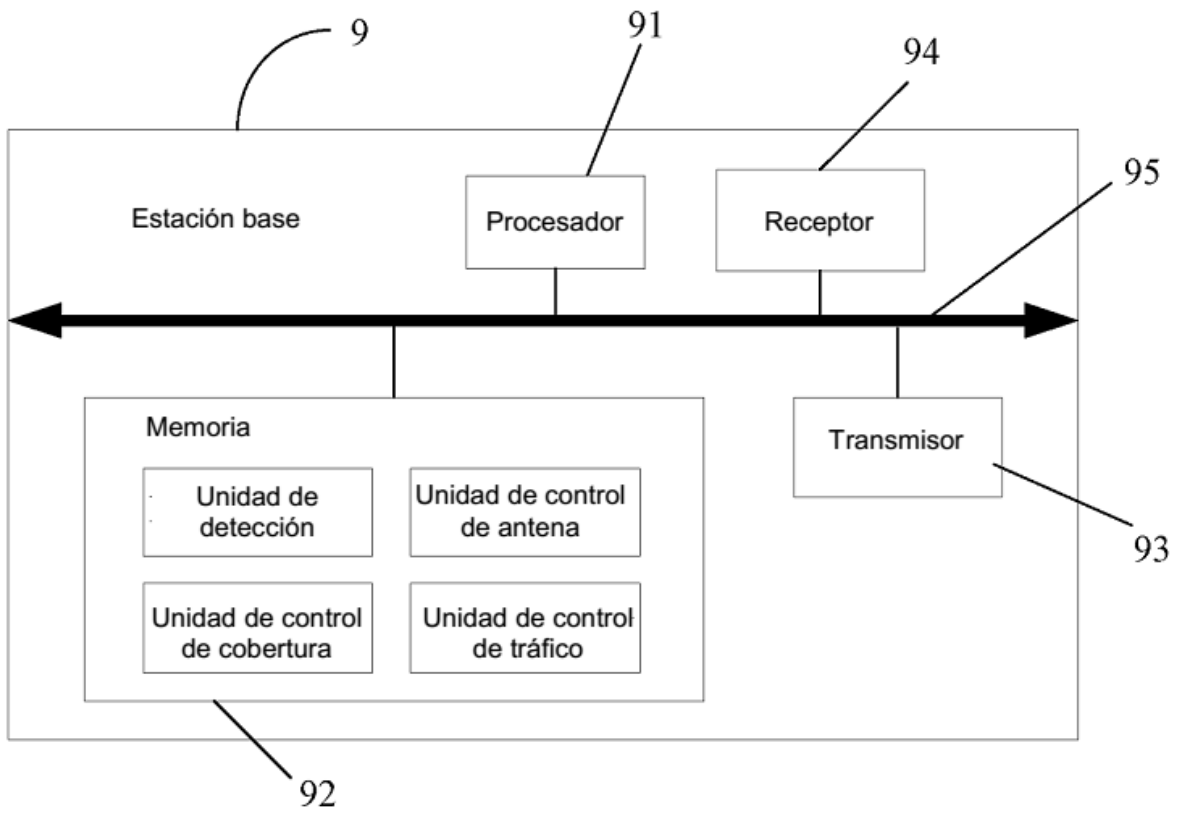 9
91
94
95
Estación base
Procesador
Receptor
Memoria
Transmisor
Unidad de
detección
Unidad de control
de antena
93
Unidad de control
de cobertura
Unidad de control
de tráfico
92